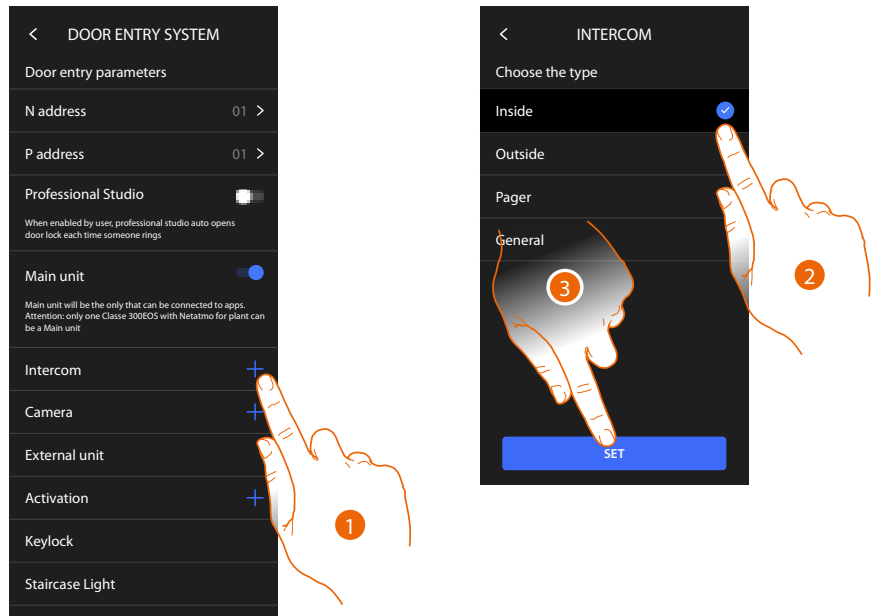 DOOR ENTRY SYSTEM
Door entry parameters
N address 01
P address 01
Professional Studio
When enabled by user, professional studio auto opens
door lock each time someone rings
Main unit
Main unit will be the only that can be connected to apps.
Attention: only one Classe 300EOS with Netatmo for plant can
be a Main unit
Intercom
Camera
External unit
Activation
Keylock
Staircase Light
1
INTERCOM
Choose the type
Inside
Outside
Pager
General
2
3
SET